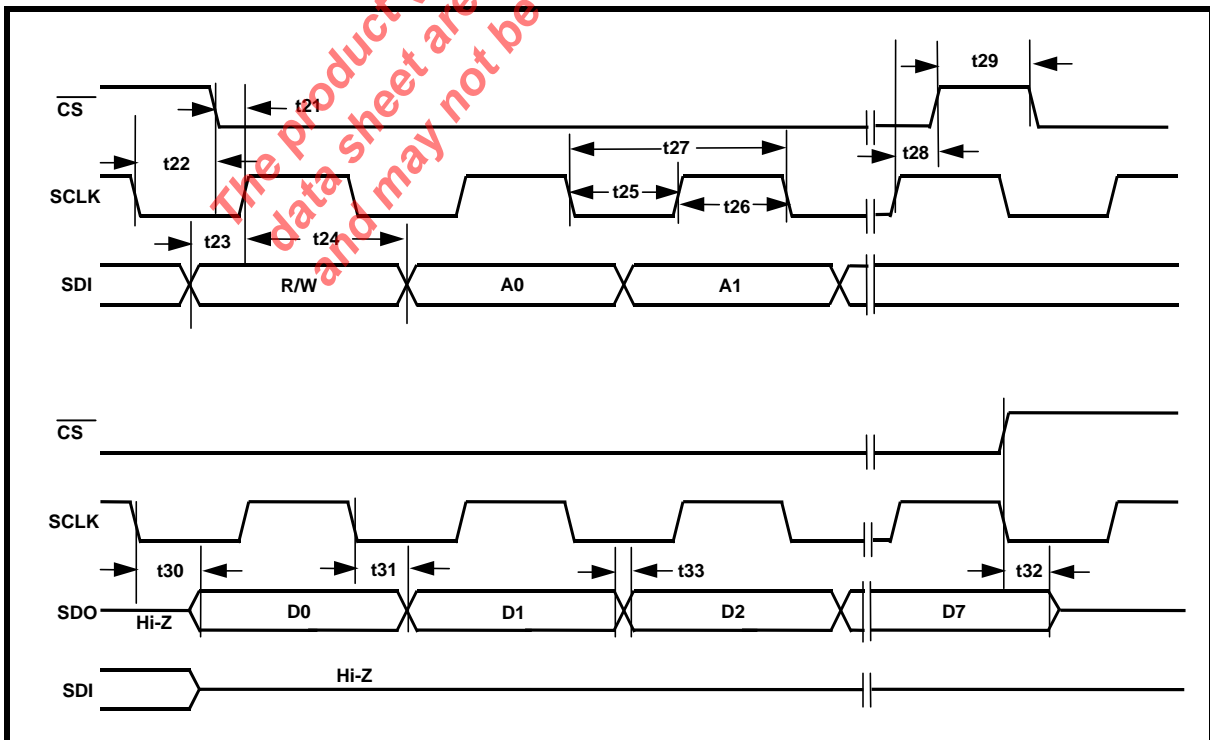 The product
data sheet are
and may not be
t29
CS
t21
t28
t27
t22
t25
SCLK
t26
t23
t24
SDI
R/W
A0
A1
CS
SCLK
t30
t31
t33
t32
SDO
D0
D1
D2
D7
Hi-Z
Hi-Z
SDI